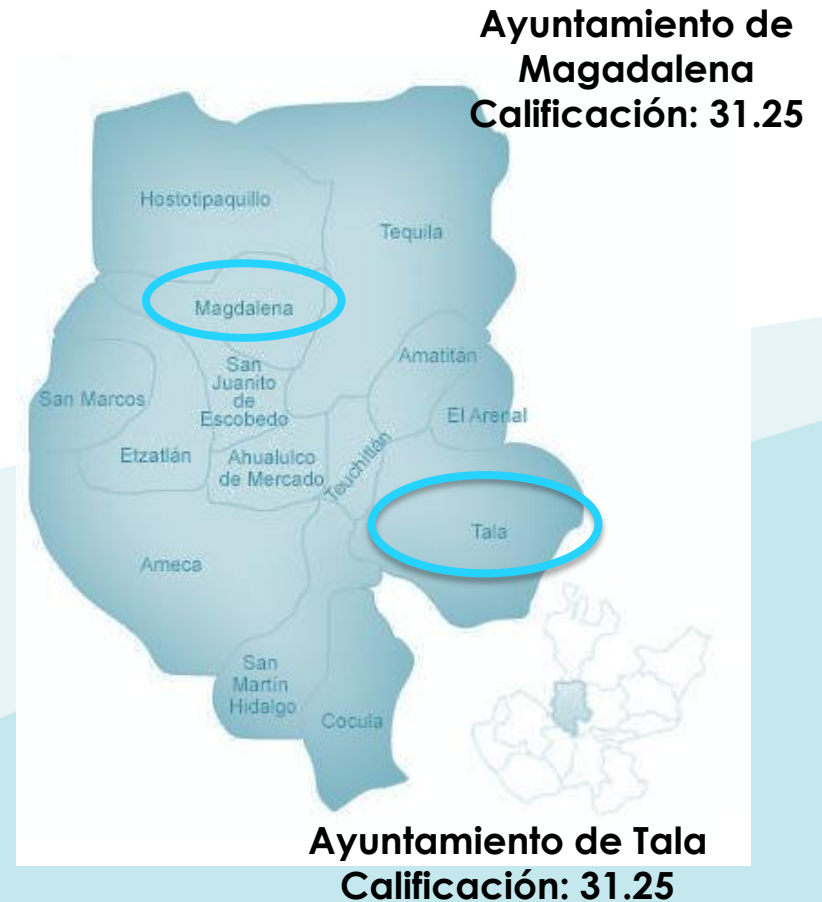 Ayuntamiento de
Magadalena
Calificación: 31.25
Hostotipaquillo
Tequila
Magdalena
San
Juanito
de
Escobedo
Amatitán
San Marcos
El Arenal
Etzatlán
Ahualulco
de Mercado
Teuchitlán
Tala
Ameca
San
Martín
Hidalgo
Cocula
Ayuntamiento de Tala
Calificación: 31.25